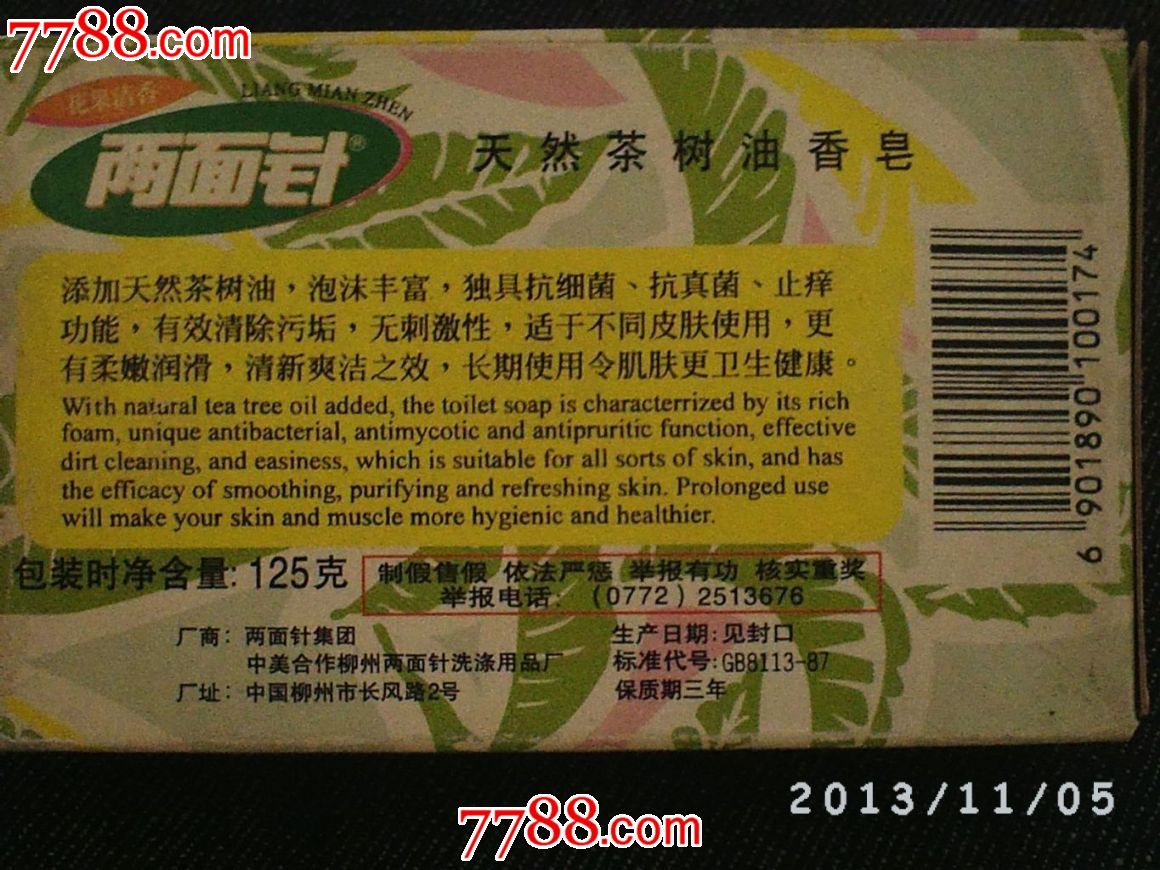 7788.com
7788.com
花果清香
LIANG MIAN ZHEN
两面针®
天然茶树油香皂
添加天然茶树油，泡沫丰富，独具抗细菌、抗真菌、止痒
功能，有效清除污垢，无刺激性，适于不同皮肤使用，更
有柔嫩润滑，清新爽洁之效，长期使用令肌肤更卫生健康。
With natural tea tree oil added, the toilet soap is characterrized by its rich
foam, unique antibacterial, antimycotic and antipruritic function, effective
dirt cleaning, and easiness, which is suitable for all sorts of skin, and has
the efficacy of smoothing, purifying and refreshing skin. Prolonged use
will make your skin and muscle more hygienic and healthier.
6 901890 100174
包装时净含量: 125克
制假售假 依法严惩 举报有功 核实重奖
举报电话: (0772) 2513676
厂商: 两面针集团
中美合作柳州两面针洗涤用品厂
厂址: 中国柳州市长风路2号
生产日期: 见封口
标准代号: GB8113-87
保质期三年
2013/11/05
7788.com